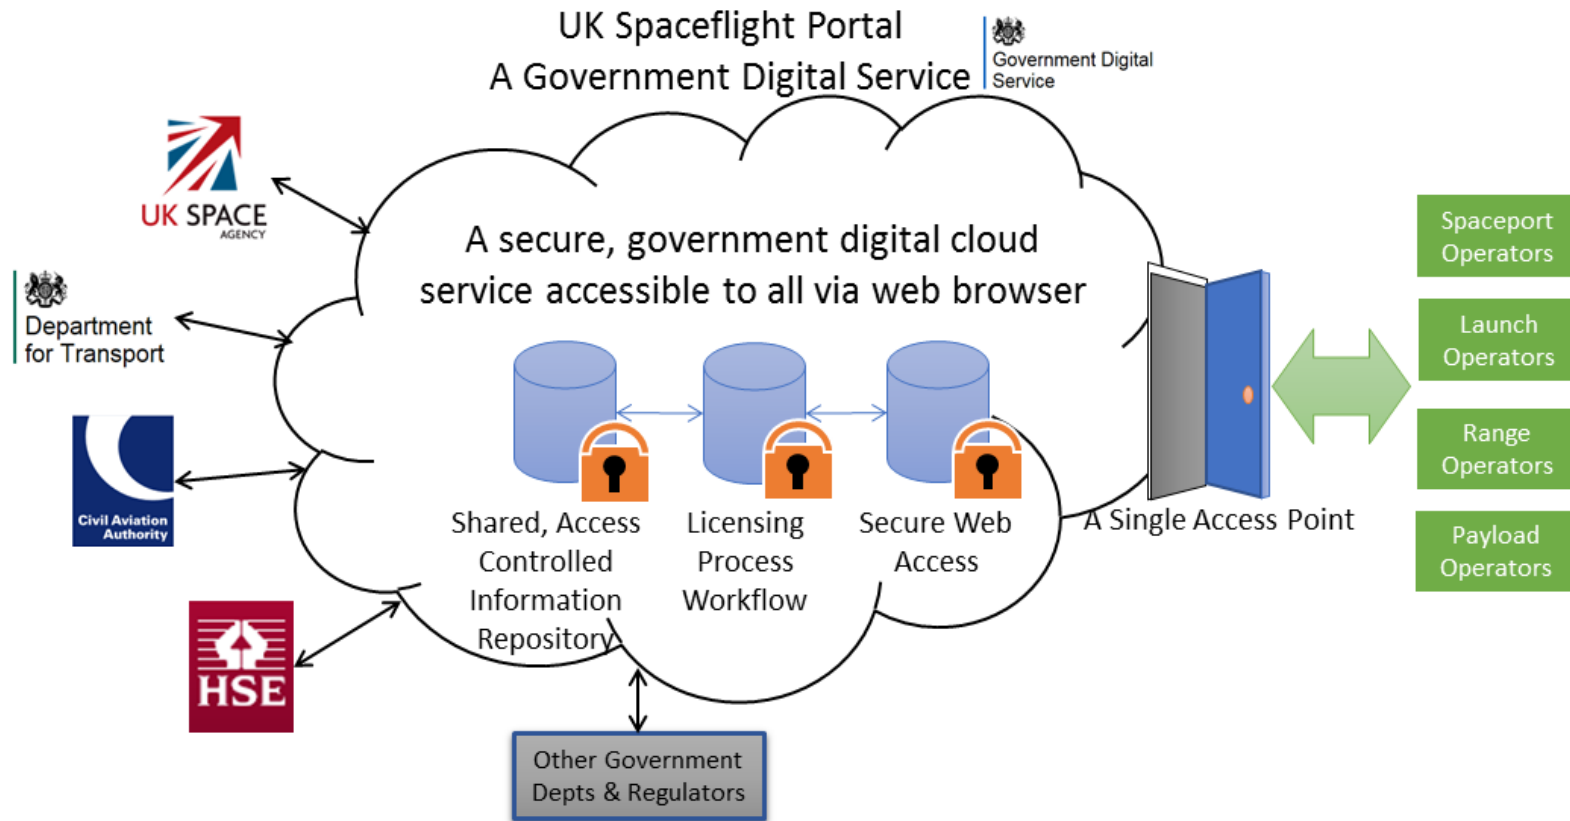 UK Spaceflight Portal
A Government Digital Service
Government Digital
Service
UK SPACE
AGENCY
A secure, government digital cloud
service accessible to all via web browser
Department
for Transport
Civil Aviation
Authority
HSE
Shared, Access
Controlled
Information
Repository
Licensing
Process
Workflow
Secure Web
Access
A Single Access Point
Spaceport
Operators
Launch
Operators
Range
Operators
Payload
Operators
Other Government
Depts & Regulators